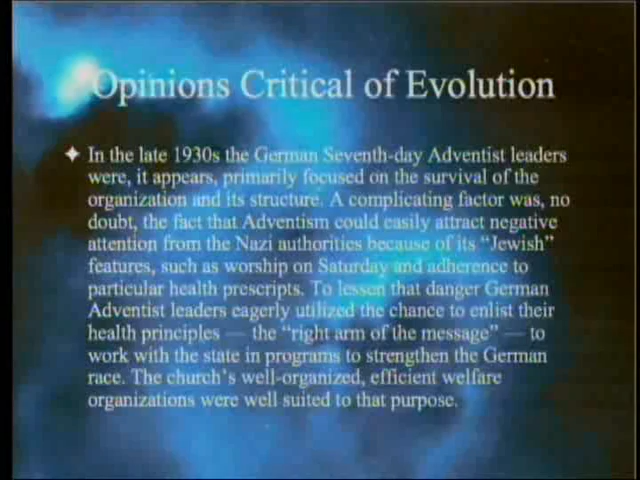 Opinions Critical of Evolution
In the late 1930s the German Seventh-day Adventist leaders
were, it appears, primarily focused on the survival of the
organization and its structure. A complicating factor was, no
doubt, the fact that Adventism could easily attract negative
attention from the Nazi authorities because of its “Jewish”
features, such as worship on Saturday and adherence to
particular health prescripts. To lessen that danger German
Adventist leaders eagerly utilized the chance to enlist their
health principles — the “right arm of the message” — to
work with the state in programs to strengthen the German
race. The church’s well-organized, efficient welfare
organizations were well suited to that purpose.